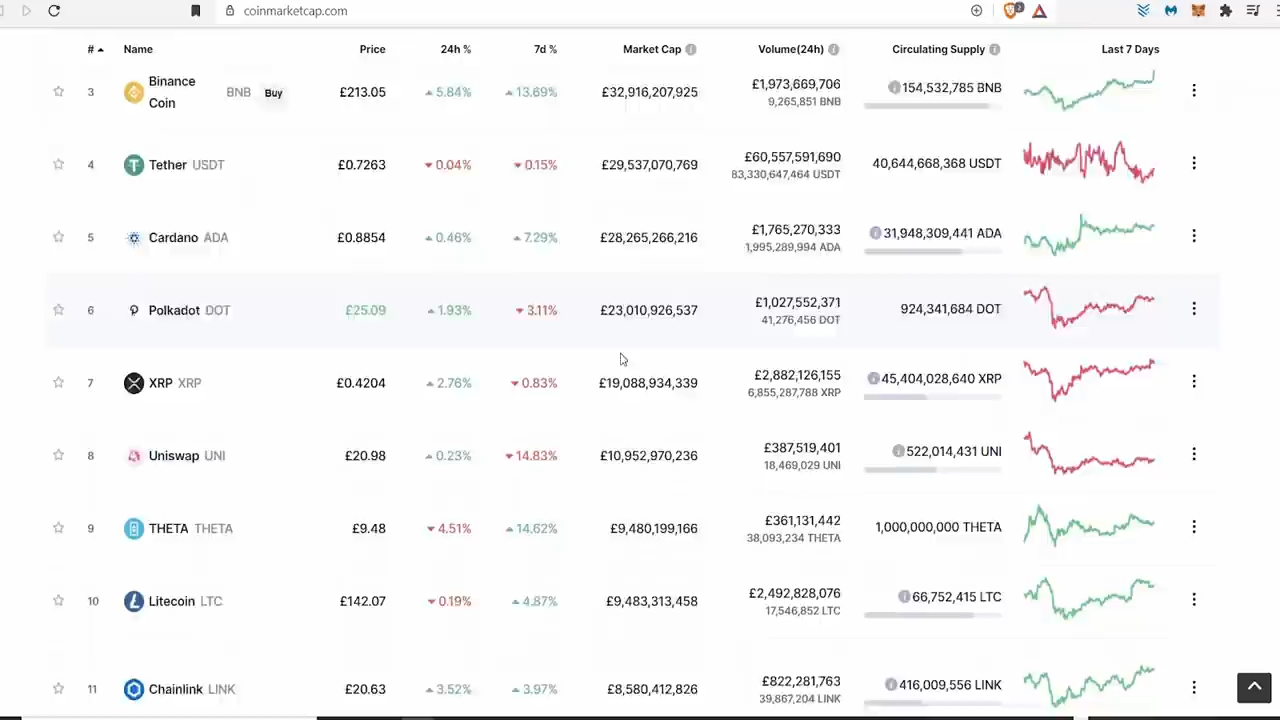 coinmarketcap.com
2
# Name Price 24h % 7d % Market Cap Volume(24h) Circulating Supply Last 7 Days
3 Binance Coin BNB Buy £213.05 5.84% 13.69% £32,916,207,925 £1,973,669,706 154,532,785 BNB
9,265,851 BNB
4 Tether USDT £0.7263 0.04% 0.15% £29,537,070,769 £60,557,591,690 40,644,668,368 USDT
83,330,647,464 USDT
5 Cardano ADA £0.8854 0.46% 7.29% £28,265,266,216 £1,765,270,333 31,948,309,441 ADA
1,995,289,994 ADA
6 Polkadot DOT £25.09 1.93% 3.11% £23,010,926,537 £1,027,552,371 924,341,684 DOT
41,276,456 DOT
7 XRP XRP £0.4204 2.76% 0.83% £19,088,934,339 £2,882,126,155 45,404,028,640 XRP
6,855,287,788 XRP
8 Uniswap UNI £20.98 0.23% 14.83% £10,952,970,236 £387,519,401 522,014,431 UNI
18,469,029 UNI
9 THETA THETA £9.48 4.51% 14.62% £9,480,199,166 £361,131,442 1,000,000,000 THETA
38,093,234 THETA
10 Litecoin LTC £142.07 0.19% 4.87% £9,483,313,458 £2,492,828,076 66,752,415 LTC
17,546,852 LTC
11 Chainlink LINK £20.63 3.52% 3.97% £8,580,412,826 £822,281,763 416,009,556 LINK
39,867,204 LINK